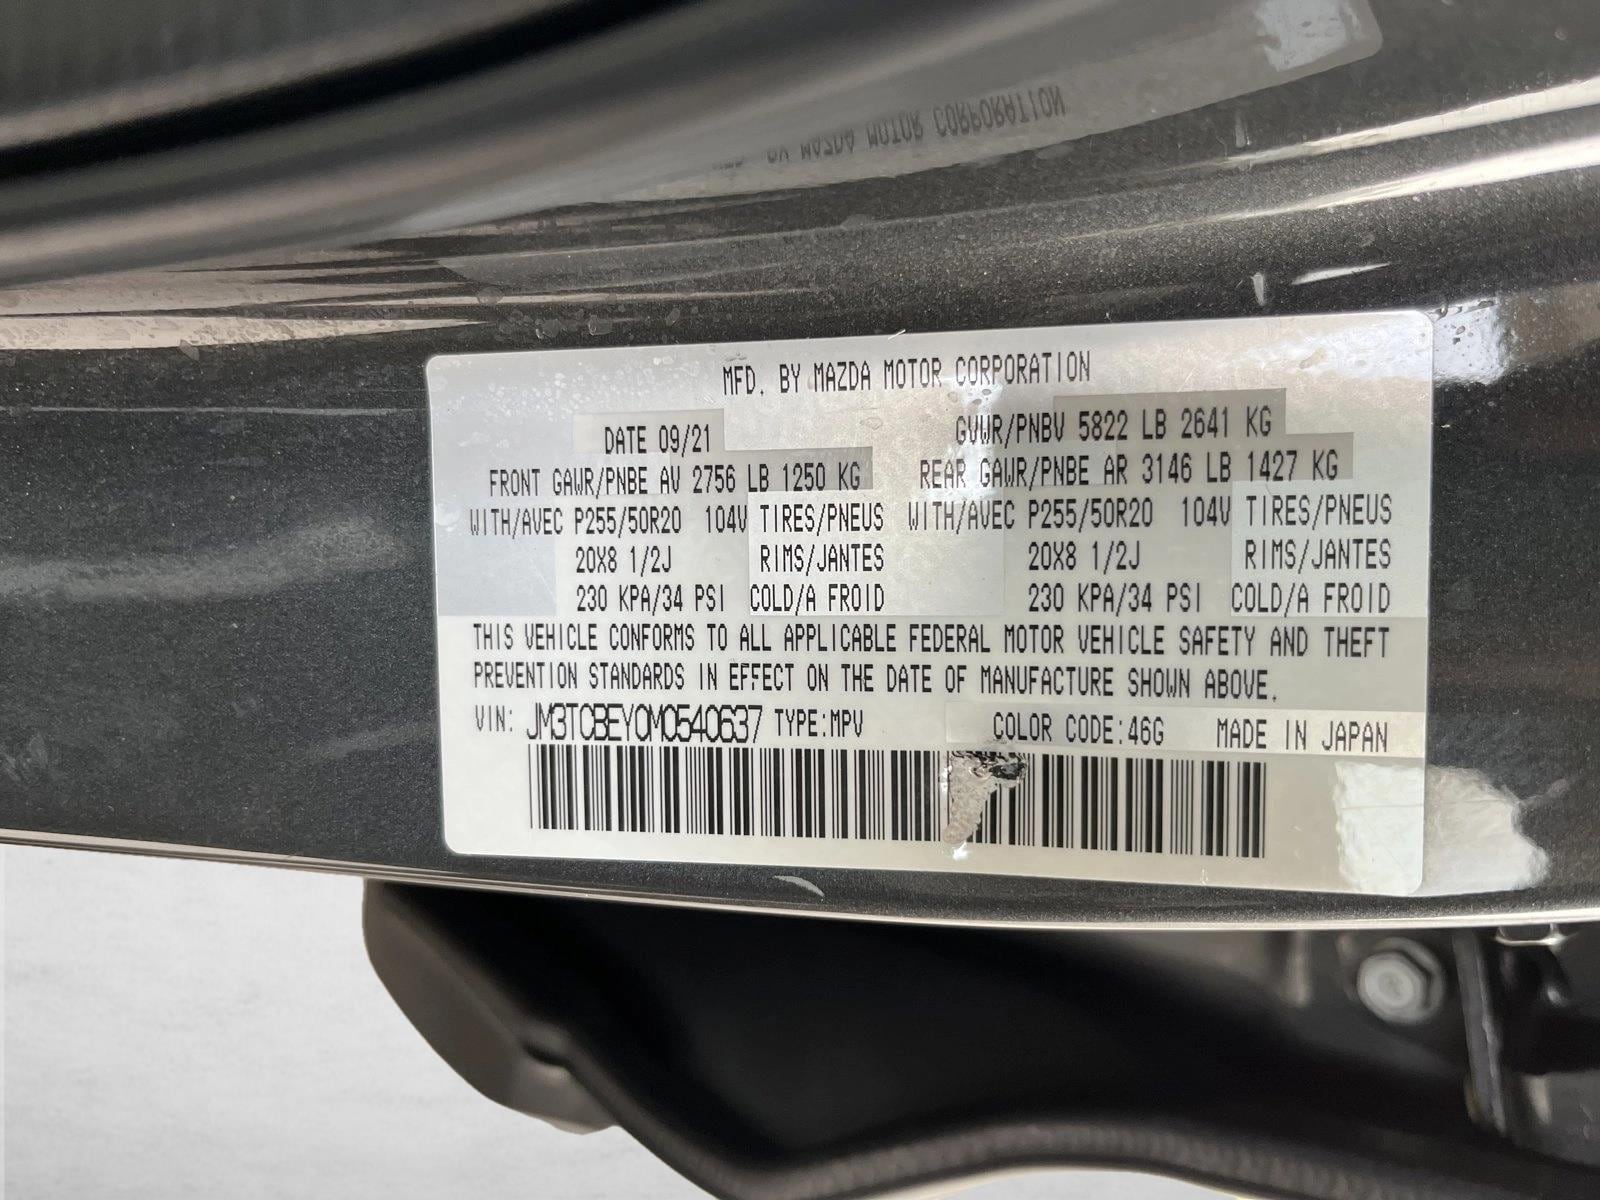 MFD. BY MAZDA MOTOR CORPORATION
DATE 09/21 GVWR/PNBV 5822 LB 2641 KG
FRONT GAWR/PNBE AV 2756 LB 1250 KG REAR GAWR/PNBE AR 3146 LB 1427 KG
WITH/AVEC P255/50R20 104V TIRES/PNEUS WITH/AVEC P255/50R20 104V TIRES/PNEUS
20X8 1/2J RIMS/JANTES 20X8 1/2J RIMS/JANTES
230 KPA/34 PSI COLD/A FROID 230 KPA/34 PSI COLD/A FROID
THIS VEHICLE CONFORMS TO ALL APPLICABLE FEDERAL MOTOR VEHICLE SAFETY AND THEFT
PREVENTION STANDARDS IN EFFECT ON THE DATE OF MANUFACTURE SHOWN ABOVE.
VIN: JM3TCBEY0M0540637 TYPE:MPV COLOR CODE:46G MADE IN JAPAN